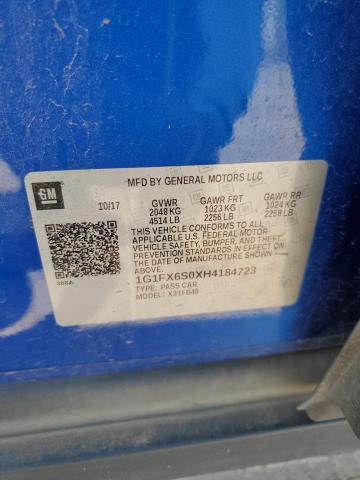 GM
MFD BY GENERAL MOTORS LLC
10/17 GVWR GAWR FRT GAWR RR
2048 KG 1023 KG 1024 KG
4514 LB 2256 LB 2258 LB
THIS VEHICLE CONFORMS TO ALL
APPLICABLE U.S. FEDERAL MOTOR
VEHICLE SAFETY, BUMPER, AND THEFT
PREVENTION STANDARDS IN EFFECT ON
THE DATE OF MANUFACTURE SHOWN
ABOVE.
1G1FX6S0XH4184723
TYPE: PASS CAR
MODEL: X31FB48